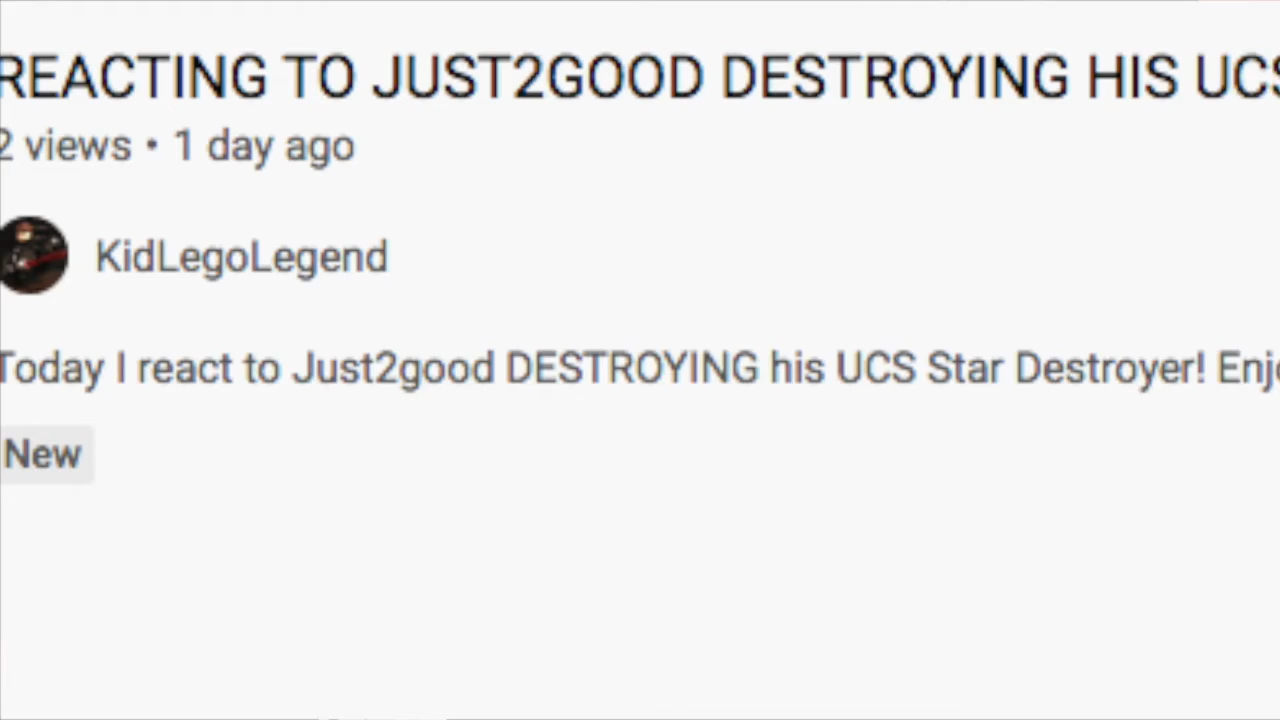 REACTING TO JUST2GOOD DESTROYING HIS UCS
2 views • 1 day ago
KidLegoLegend
Today I react to Just2good DESTROYING his UCS Star Destroyer!
New